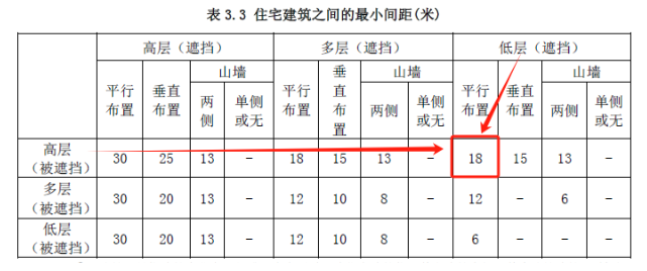 表 3.3 住宅建筑之间的最小间距(米)
高层（遮挡） 多层（遮挡） 低层（遮挡）
平行布置 垂直布置 山墙 平行布置 垂直布置 山墙 平行布置 垂直布置 山墙
两侧 单侧或无 两侧 单侧或无 两侧 单侧或无
高层（被遮挡） 30 25 13 – 18 15 13 – 18 15 13 –
多层（被遮挡） 30 20 13 – 12 10 8 – 12 – 6 –
低层（被遮挡） 30 20 13 – 12 10 8 – 6 – – –